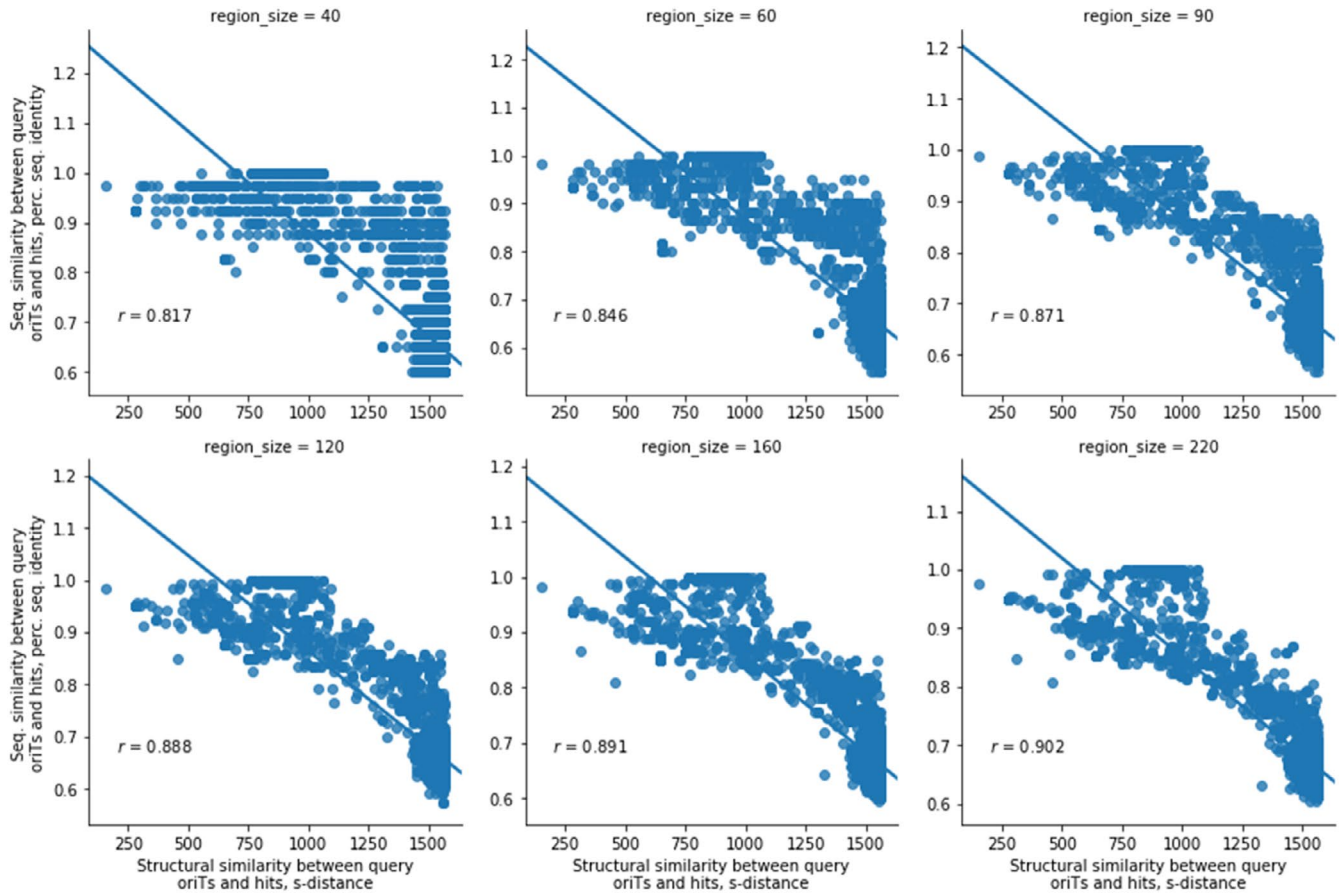 region_size = 40
region_size = 60
region_size = 90
Seq. similarity between query
oriTs and hits, perc. seq. identity
1.2
1.1
1.0
0.9
0.8
0.7
0.6
r = 0.817
250 500 750 1000 1250 1500
1.2
1.1
1.0
0.9
0.8
0.7
0.6
r = 0.846
250 500 750 1000 1250 1500
1.2
1.1
1.0
0.9
0.8
0.7
0.6
r = 0.871
250 500 750 1000 1250 1500
region_size = 120
region_size = 160
region_size = 220
Seq. similarity between query
oriTs and hits, perc. seq. identity
1.2
1.1
1.0
0.9
0.8
0.7
0.6
r = 0.888
250 500 750 1000 1250 1500
Structural similarity between query
oriTs and hits, s-distance
1.2
1.1
1.0
0.9
0.8
0.7
0.6
r = 0.891
250 500 750 1000 1250 1500
Structural similarity between query
oriTs and hits, s-distance
1.1
1.0
0.9
0.8
0.7
0.6
r = 0.902
250 500 750 1000 1250 1500
Structural similarity between query
oriTs and hits, s-distance